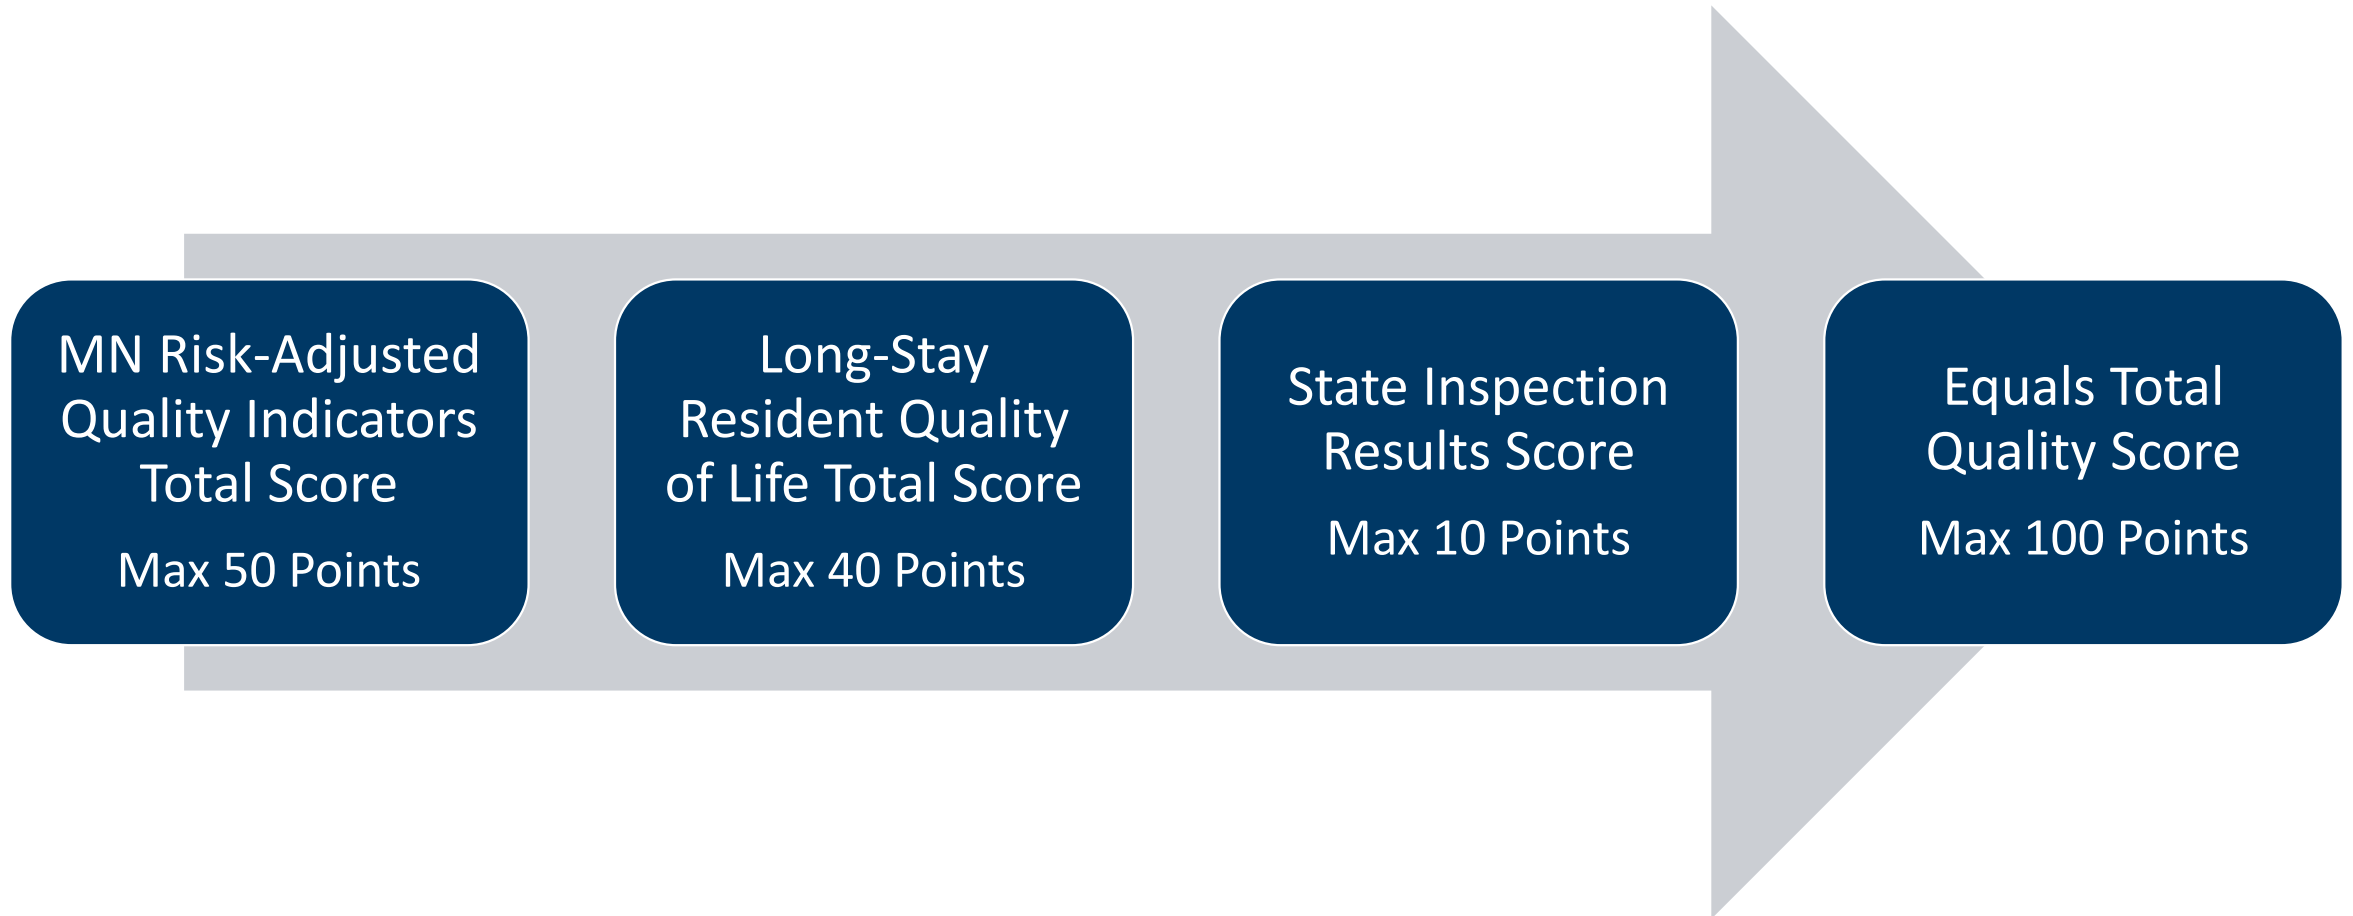 MN Risk-Adjusted
Quality Indicators
Total Score
Max 50 Points
Long-Stay
Resident Quality
of Life Total Score
Max 40 Points
State Inspection
Results Score
Max 10 Points
Equals Total
Quality Score
Max 100 Points